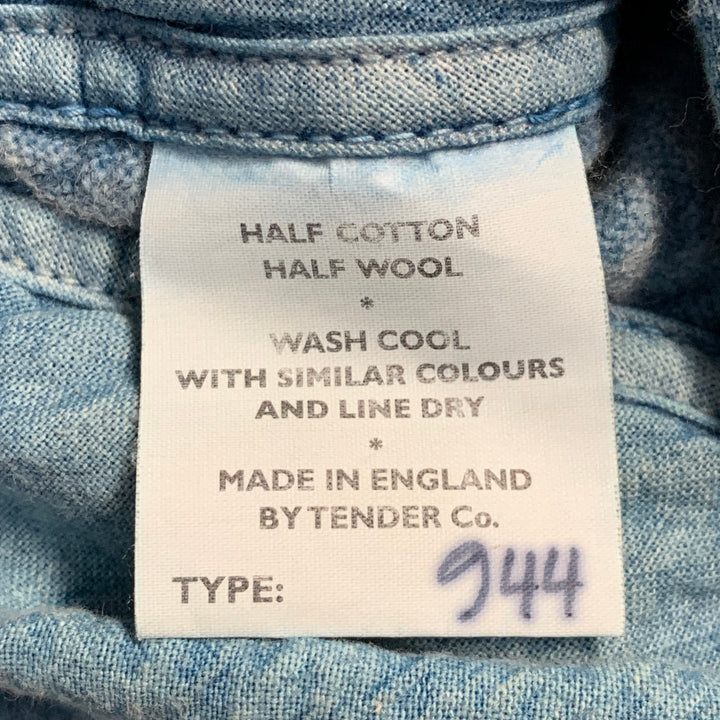 HALF COTTON
HALF WOOL
*
WASH COOL
WITH SIMILAR COLOURS
AND LINE DRY
*
MADE IN ENGLAND
BY TENDER Co.
TYPE: 944